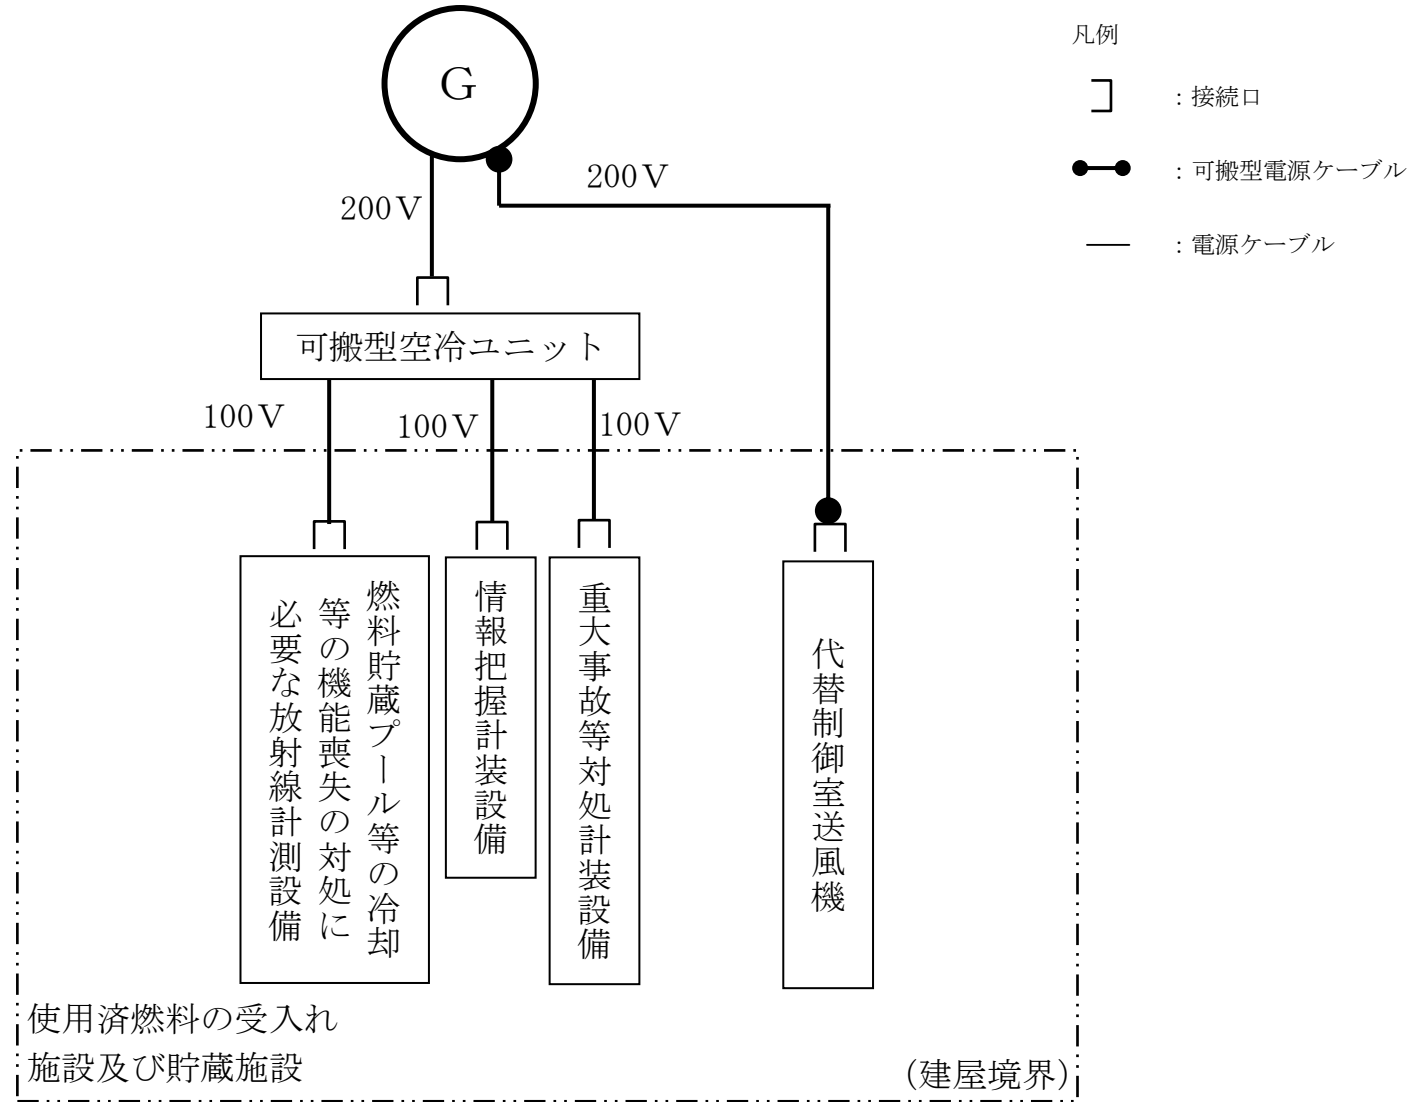 G
凡例
：接続口
：可搬型電源ケーブル
：電源ケーブル
200V
200V
可搬型空冷ユニット
100V
100V
100V
燃料貯蔵プール等の冷却
等の機能喪失の対処に
必要な放射線計測設備
情報把握計装設備
重大事故等対処計装設備
代替制御室送風機
使用済燃料の受入れ
施設及び貯蔵施設
(建屋境界)